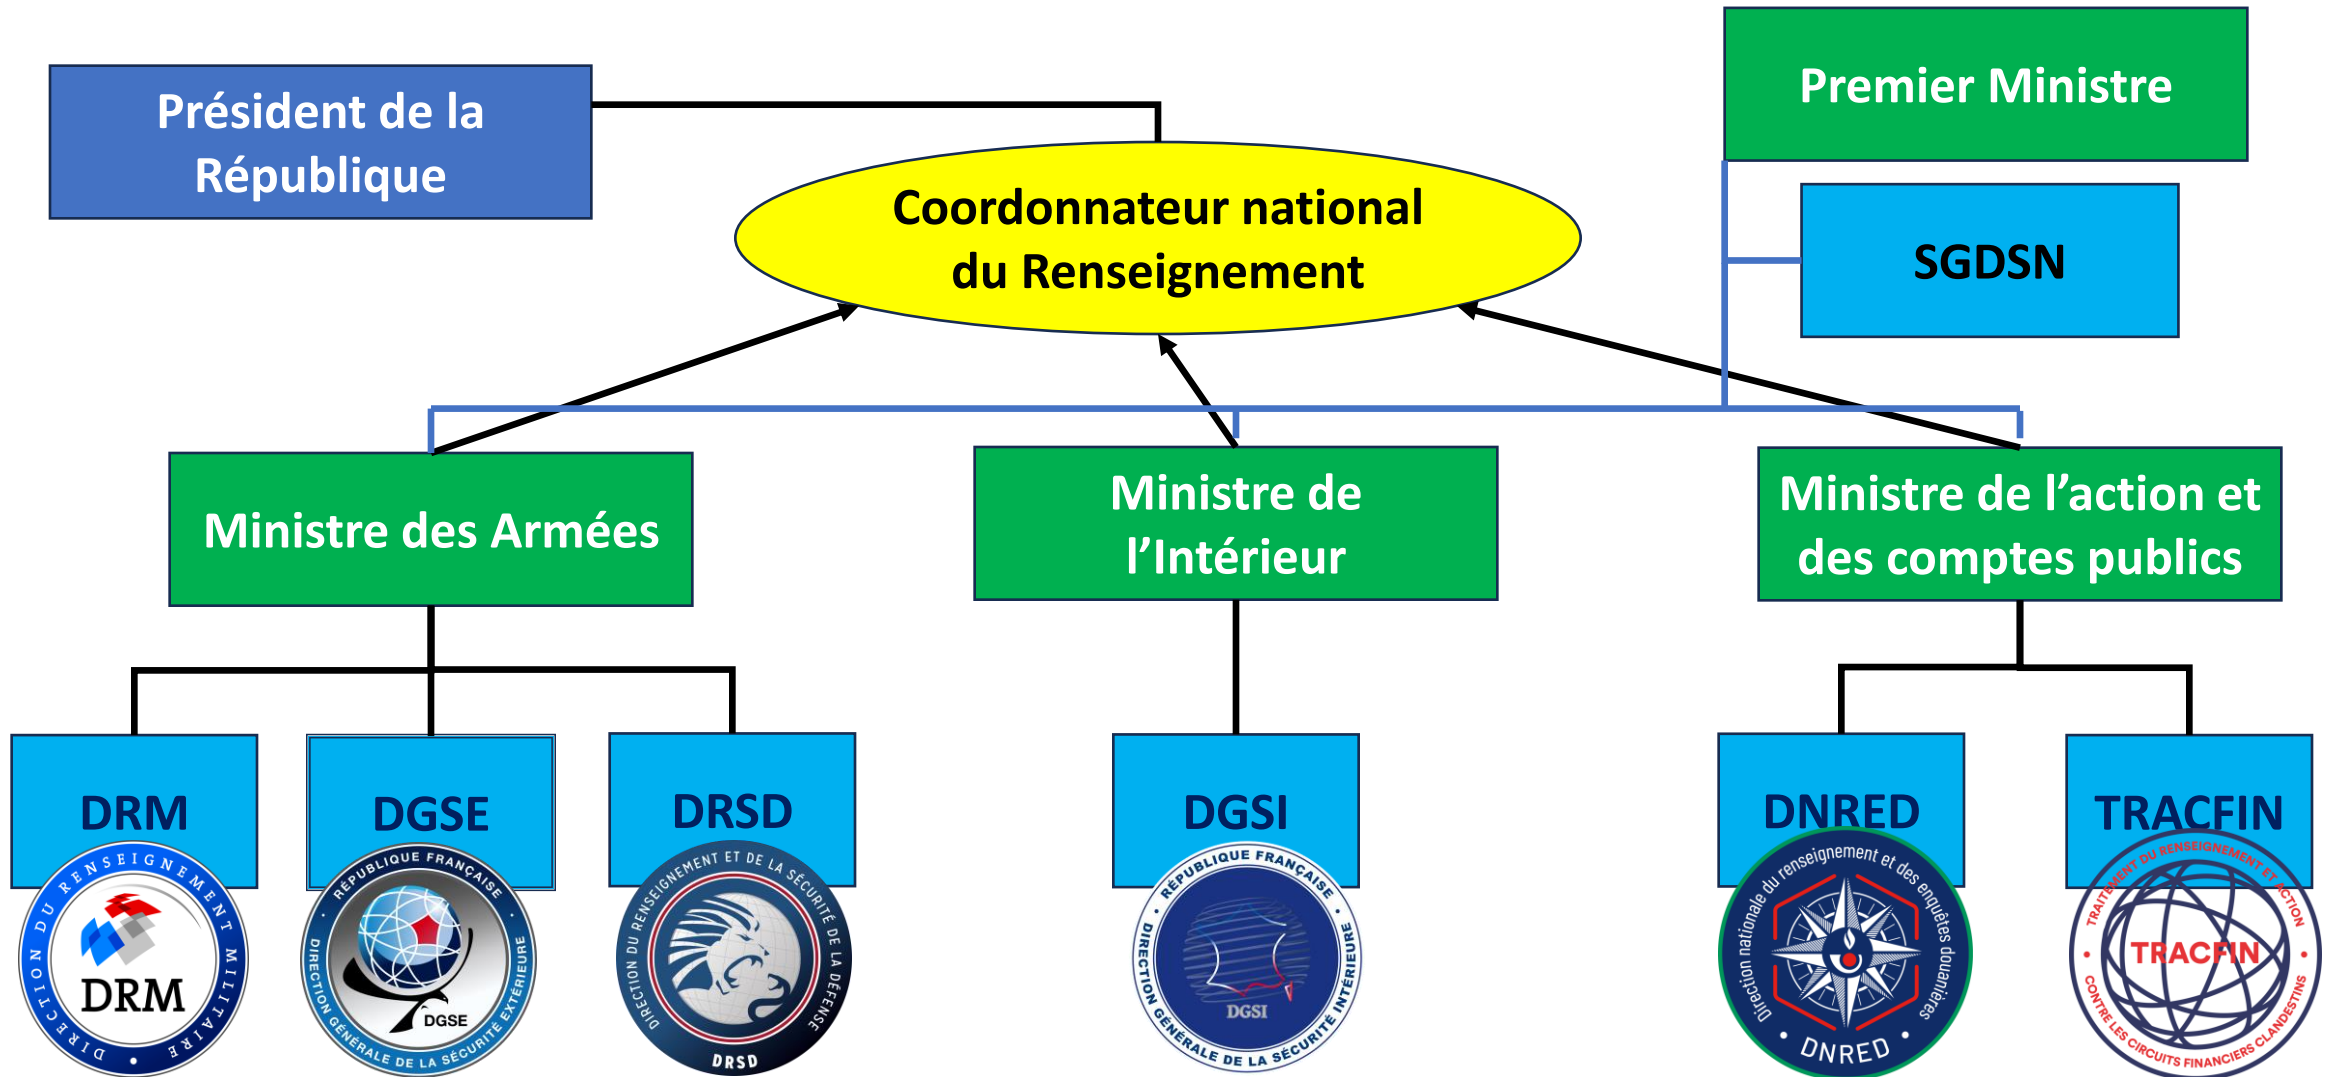 Président de la
République
Premier Ministre
Coordonnateur national
du Renseignement
SGDSN
Ministre des Armées
Ministre de
l’Intérieur
Ministre de l’action et
des comptes publics
DRM
DGSE
DRSD
DGSI
DNRED
TRACFIN
DIRECTION DU RENSEIGNEMENT MILITAIRE
DRM
RÉPUBLIQUE FRANÇAISE
DIRECTION GÉNÉRALE DE LA SÉCURITÉ EXTÉRIEURE
DGSE
DIRECTION DU RENSEIGNEMENT ET DE LA SÉCURITÉ DE LA DÉFENSE
DRSD
RÉPUBLIQUE FRANÇAISE
DIRECTION GÉNÉRALE DE LA SÉCURITÉ INTÉRIEURE
DGSI
Direction nationale du renseignement et des enquêtes douanières
DNRED
TRAITEMENT DU RENSEIGNEMENT ET ACTION
TRACFIN
CONTRE LES CIRCUITS FINANCIERS CLANDESTINS